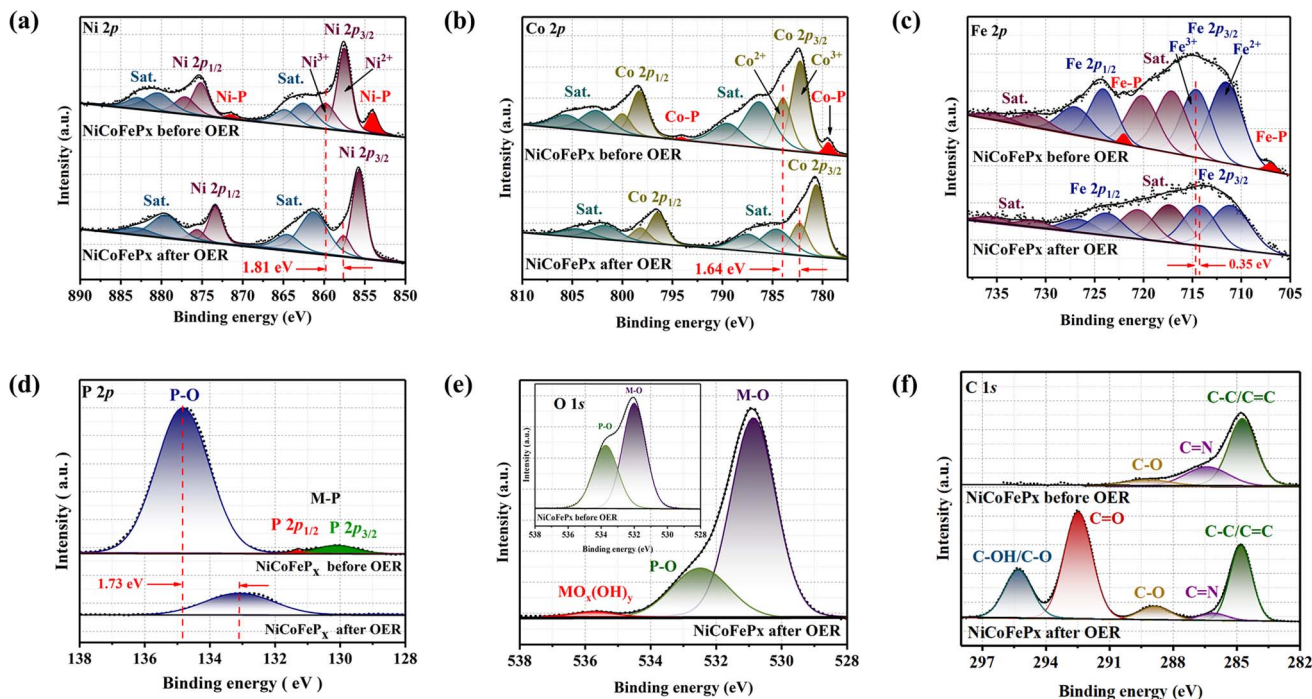 (a)
Ni 2p
Ni 2p1/2
Sat.
Ni-P
Sat.
Ni3+
Ni 2p3/2
Ni2+
Ni-P
NiCoFePx before OER
Ni 2p3/2
Ni 2p1/2
Sat.
Sat.
NiCoFePx after OER
1.81 eV
890 885 880 875 870 865 860 855 850
Binding energy (eV)
Intensity (a.u.)
(b)
Co 2p
Co 2p3/2
Co2+
Co3+
Co 2p1/2
Sat.
Sat.
Co-P
Co-P
NiCoFePx before OER
Co 2p3/2
Co 2p1/2
Sat.
Sat.
NiCoFePx after OER
1.64 eV
810 805 800 795 790 785 780
Binding energy (eV)
Intensity (a.u.)
(c)
Fe 2p
Fe 2p3/2
Fe3+
Fe2+
Sat.
Fe 2p1/2
Fe-P
Sat.
Fe-P
NiCoFePx before OER
Sat.
Fe 2p1/2
Fe 2p3/2
Sat.
NiCoFePx after OER
0.35 eV
735 730 725 720 715 710 705
Binding energy (eV)
Intensity (a.u.)
(d)
P 2p
P-O
M-P
P 2p1/2
P 2p3/2
NiCoFePX before OER
1.73 eV
NiCoFePX after OER
138 136 134 132 130 128
Binding energy ( eV )
Intensity ( a.u. )
(e)
O 1s
M-O
P-O
NiCoFePx before OER
538 536 534 532 530 528
Binding energy (eV)
Intensity (a.u.)
M-O
P-O
MOx(OH)y
NiCoFePx after OER
538 536 534 532 530 528
Binding energy (eV)
Intensity (a.u.)
(f)
C 1s
C-C/C=C
C=N
C-O
NiCoFePx before OER
C=O
C-C/C=C
C-OH/C-O
C-O
C=N
NiCoFePx after OER
297 294 291 288 285 282
Binding energy (eV)
Intensity (a.u.)